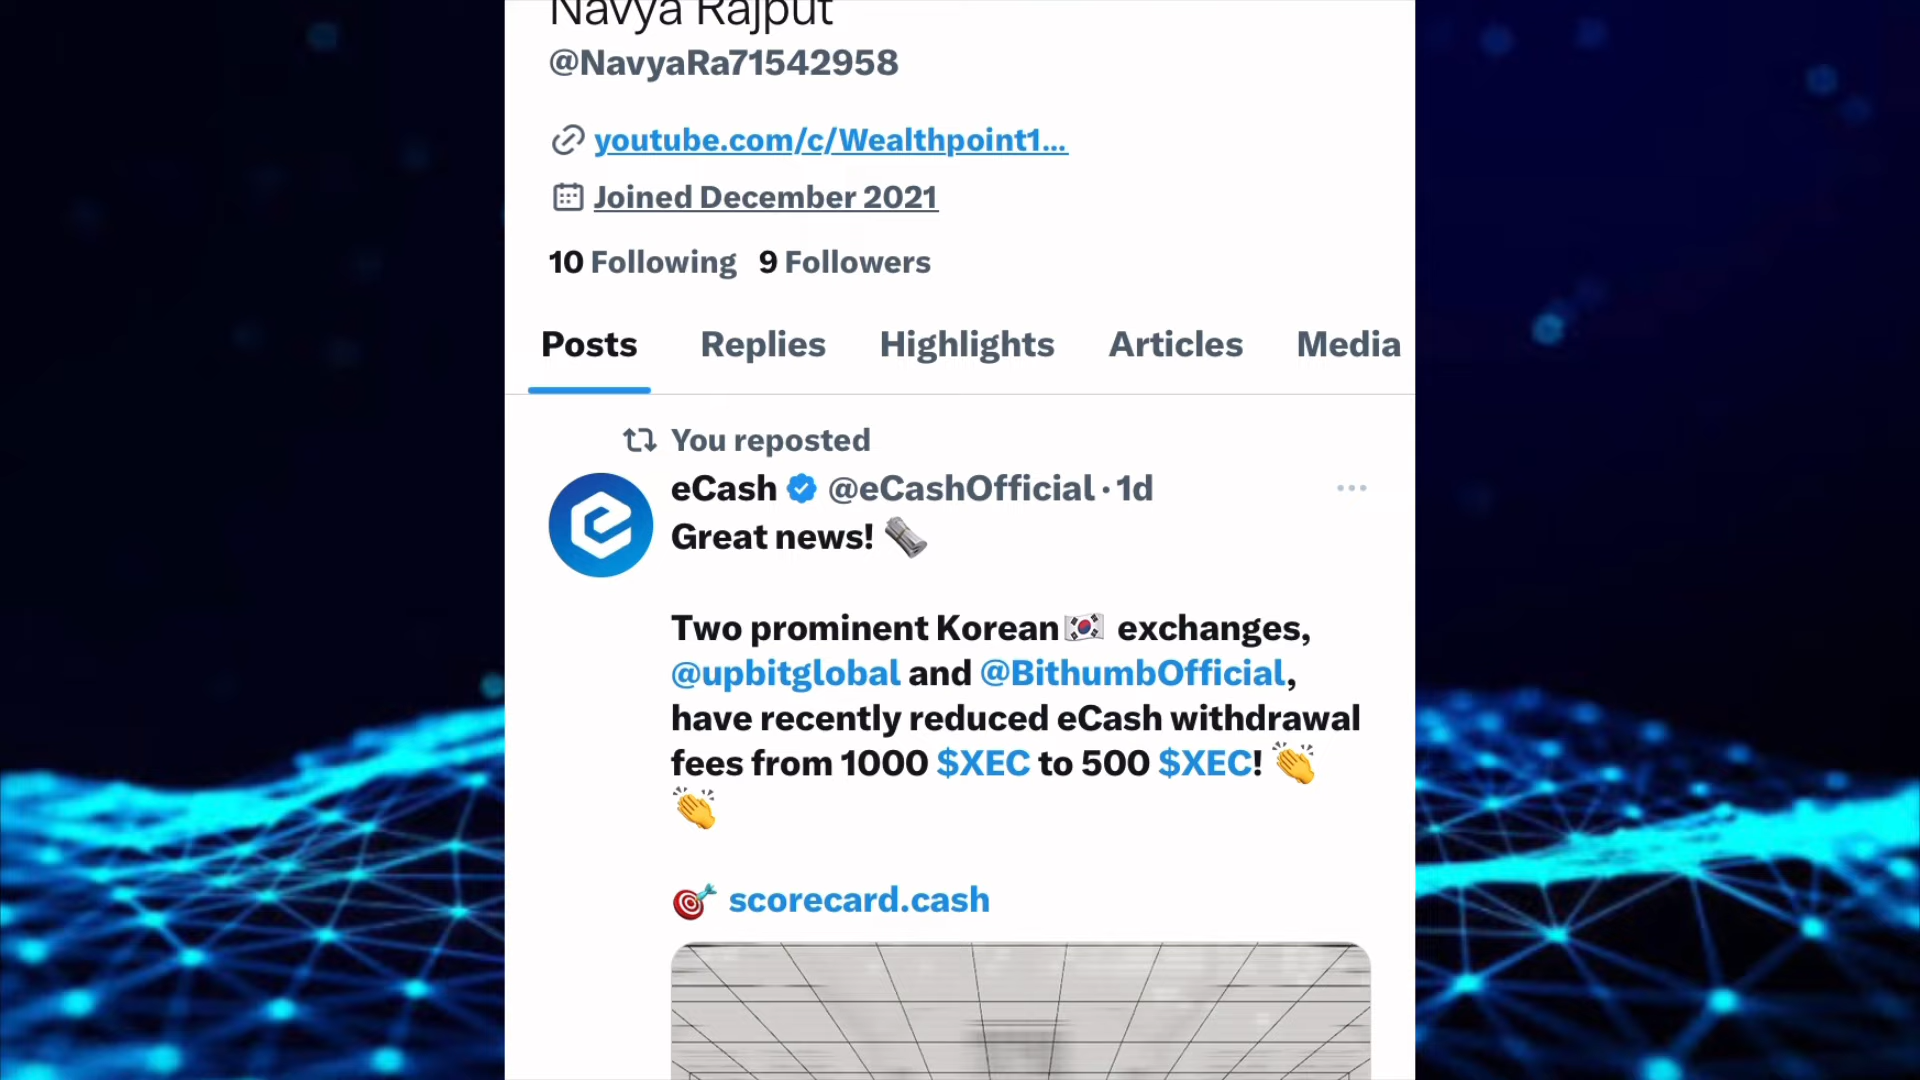 Navya Rajput
@NavyaRa71542958
youtube.com/c/Wealthpoint1...
Joined December 2021
10 Following 9 Followers
Posts Replies Highlights Articles Media
You reposted
eCash @eCashOfficial · 1d
Great news! 🗞️
Two prominent Korean🇰🇷 exchanges,
@upbitglobal and @BithumbOfficial,
have recently reduced eCash withdrawal
fees from 1000 $XEC to 500 $XEC! 👏
👏
🎯 scorecard.cash